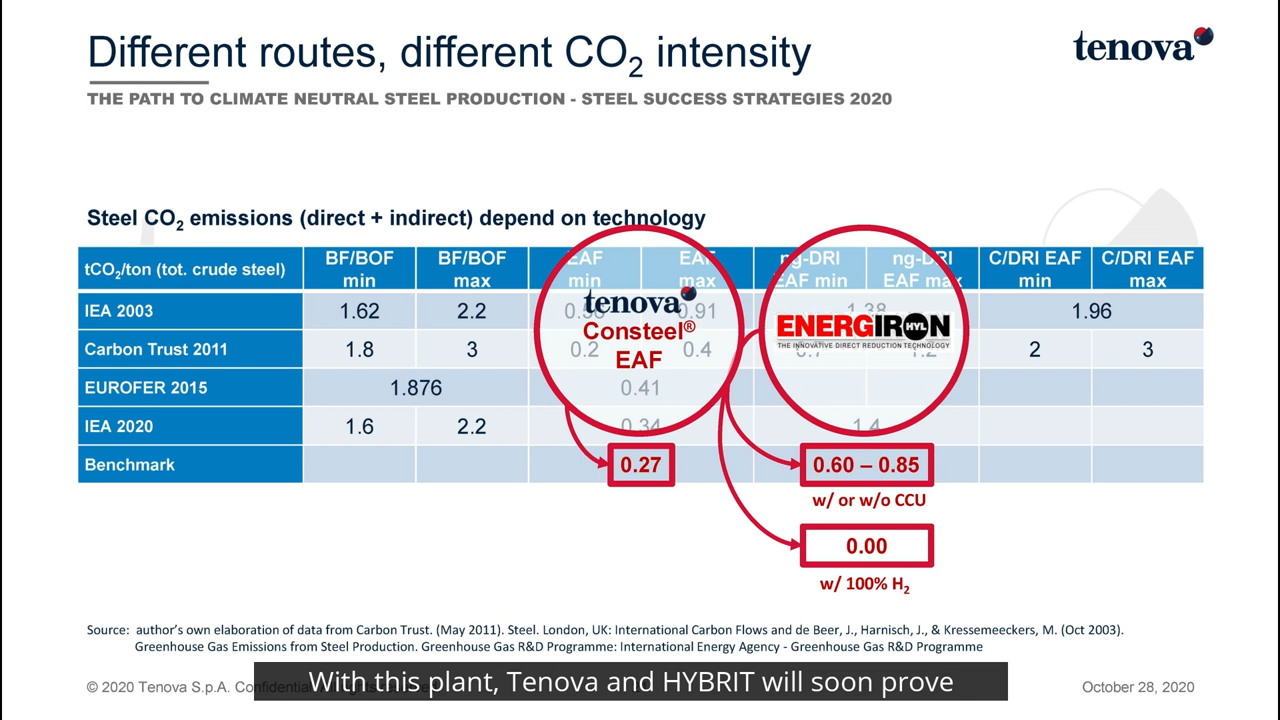 Different routes, different CO2 intensity
tenova
THE PATH TO CLIMATE NEUTRAL STEEL PRODUCTION - STEEL SUCCESS STRATEGIES 2020
Steel CO2 emissions (direct + indirect) depend on technology
tCO2/ton (tot. crude steel) BF/BOF min BF/BOF max EAF min EAF max ng-DRI EAF min ng-DRI EAF max C/DRI EAF min C/DRI EAF max
IEA 2003 1.62 2.2 0.91 1.38 1.96
tenova
Consteel®
EAF
ENERGIRON
HYL
THE INNOVATIVE DIRECT REDUCTION TECHNOLOGY
Carbon Trust 2011 1.8 3 0.2 0.4 2 3
EUROFER 2015 1.876 0.41
IEA 2020 1.6 2.2 0.34 1.4
Benchmark 0.27 0.60 – 0.85
w/ or w/o CCU
0.00
w/ 100% H2
Source: author's own elaboration of data from Carbon Trust. (May 2011). Steel. London, UK: International Carbon Flows and de Beer, J., Harnisch, J., & Kressemeeckers, M. (Oct 2003).
Greenhouse Gas Emissions from Steel Production. Greenhouse Gas R&D Programme: International Energy Agency - Greenhouse Gas R&D Programme
With this plant, Tenova and HYBRIT will soon prove
© 2020 Tenova S.p.A. October 28, 2020